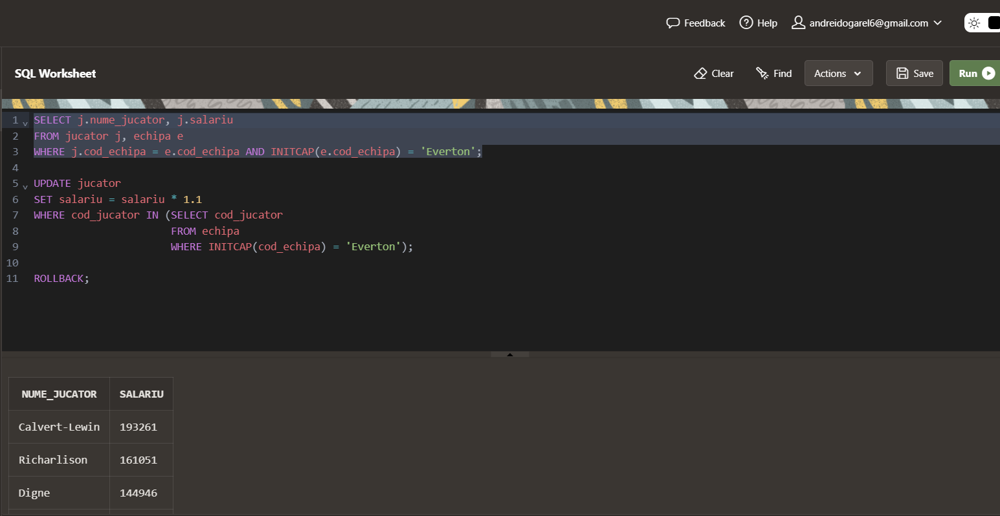 Feedback Help andreidogarel6@gmail.com
SQL Worksheet Clear Find Actions Save Run
1 SELECT j.nume_jucator, j.salariu
2 FROM jucator j, echipa e
3 WHERE j.cod_echipa = e.cod_echipa AND INITCAP(e.cod_echipa) = 'Everton';
4
5 UPDATE jucator
6 SET salariu = salariu * 1.1
7 WHERE cod_jucator IN (SELECT cod_jucator
8 FROM echipa
9 WHERE INITCAP(cod_echipa) = 'Everton');
10
11 ROLLBACK;
NUME_JUCATOR SALARIU
Calvert-Lewin 193261
Richarlison 161051
Digne 144946